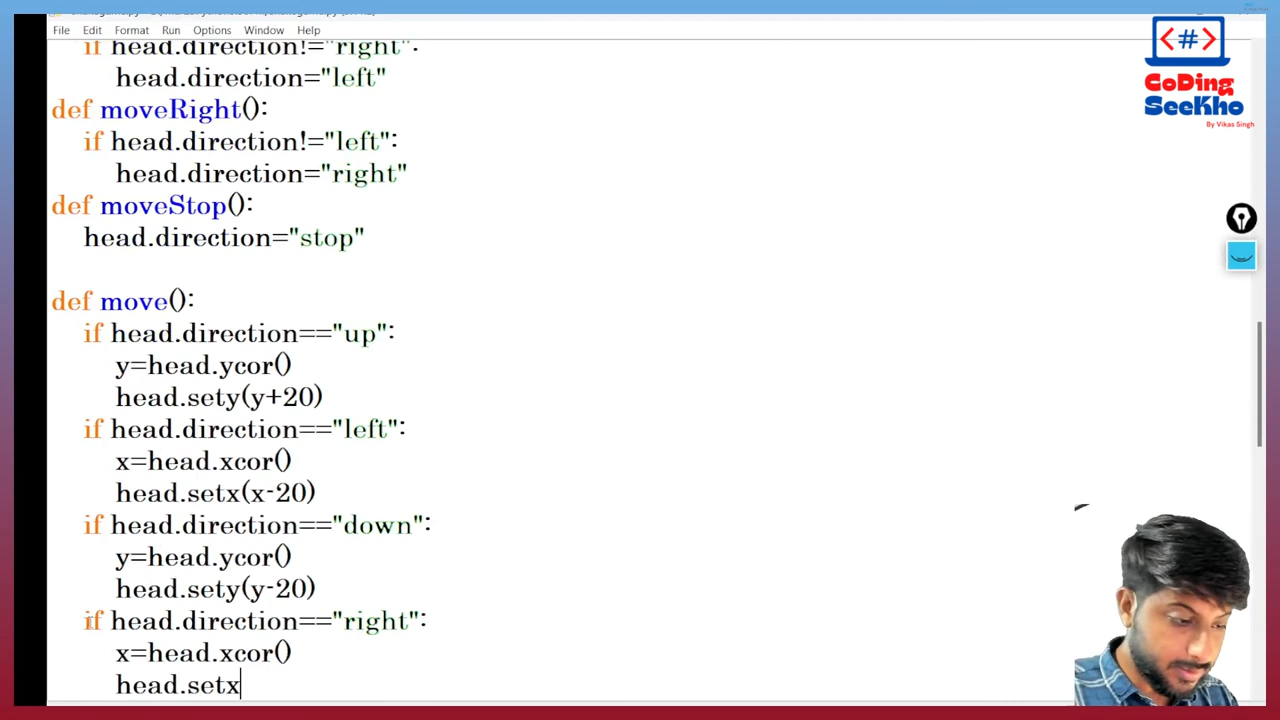 File Edit Format Run Options Window Help
if head.direction!="right":
head.direction="left"
def moveRight():
if head.direction!="left":
head.direction="right"
def moveStop():
head.direction="stop"
def move():
if head.direction=="up":
y=head.ycor()
head.sety(y+20)
if head.direction=="left":
x=head.xcor()
head.setx(x-20)
if head.direction=="down":
y=head.ycor()
head.sety(y-20)
if head.direction=="right":
x=head.xcor()
head.setx
<#>
CoDing
SeeKho
By Vikas Singh